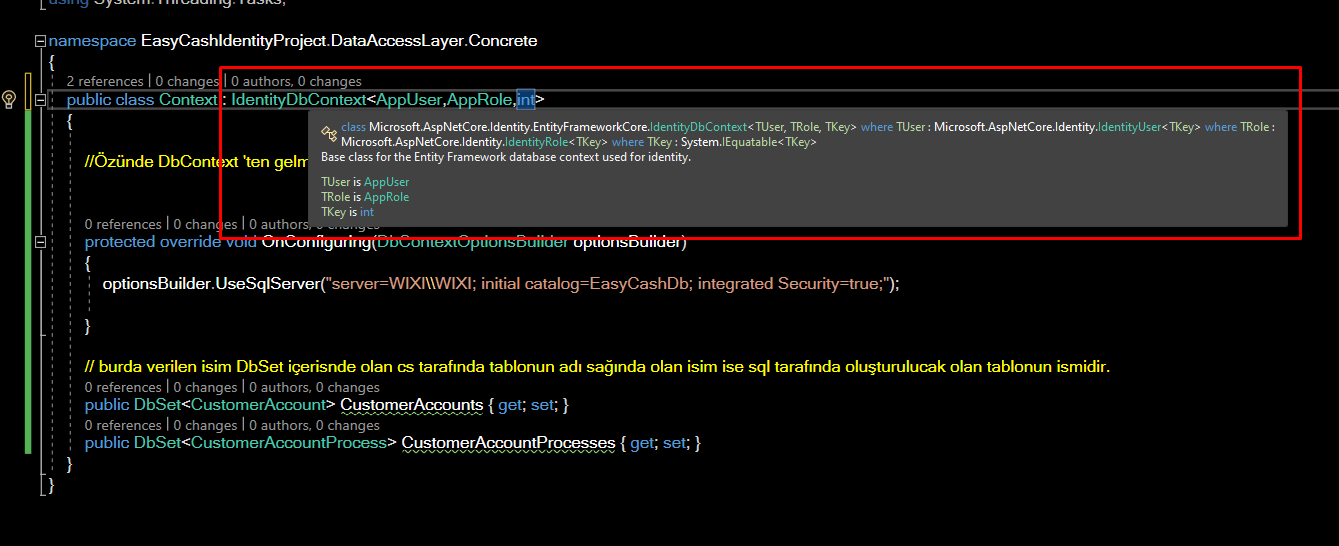 using System.Threading.Tasks;
namespace EasyCashIdentityProject.DataAccessLayer.Concrete
{
2 references | 0 changes | 0 authors, 0 changes
public class Context : IdentityDbContext<AppUser,AppRole,int>
{
class Microsoft.AspNetCore.Identity.EntityFrameworkCore.IdentityDbContext<TUser, TRole, TKey> where TUser : Microsoft.AspNetCore.Identity.IdentityUser<TKey> where TRole :
Microsoft.AspNetCore.Identity.IdentityRole<TKey> where TKey : System.IEquatable<TKey>
Base class for the Entity Framework database context used for identity.
//Özünde DbContext 'ten gelm
TUser is AppUser
TRole is AppRole
TKey is int
0 references | 0 changes | 0 authors, 0 changes
protected override void OnConfiguring(DbContextOptionsBuilder optionsBuilder)
{
optionsBuilder.UseSqlServer("server=WIXI\\WIXI; initial catalog=EasyCashDb; integrated Security=true;");
}
// burda verilen isim DbSet içerisnde olan cs tarafında tablonun adı sağında olan isim ise sql tarafında oluşturulucak olan tablonun ismidir.
0 references | 0 changes | 0 authors, 0 changes
public DbSet<CustomerAccount> CustomerAccounts { get; set; }
0 references | 0 changes | 0 authors, 0 changes
public DbSet<CustomerAccountProcess> CustomerAccountProcesses { get; set; }
}
}